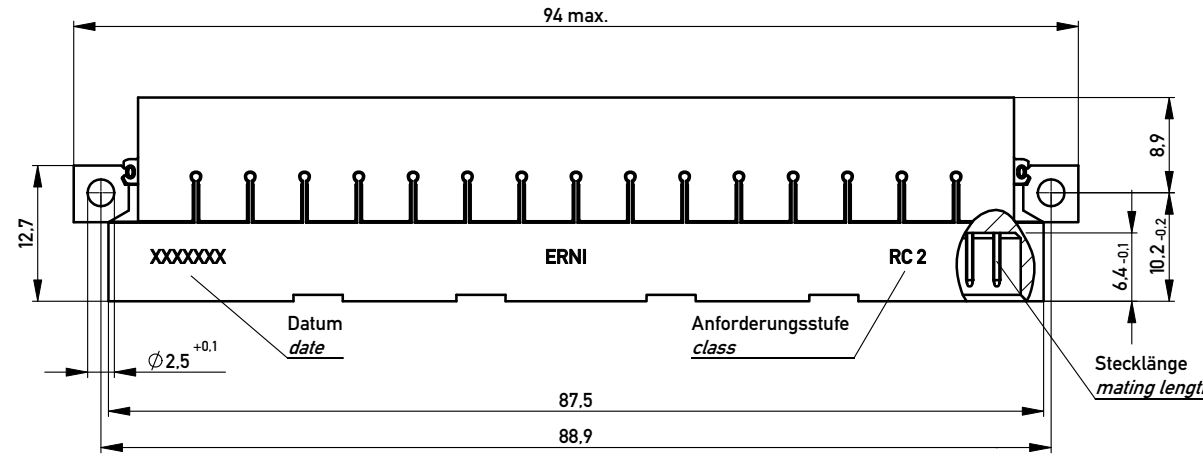 94 max.
8,9
12,7
XXXXXXX
ERNI
RC 2
6,4 -0,1
10,2 -0,2
Datum
date
Anforderungsstufe
class
∅2,5 +0,1
Stecklänge
mating lengt
87,5
88,9